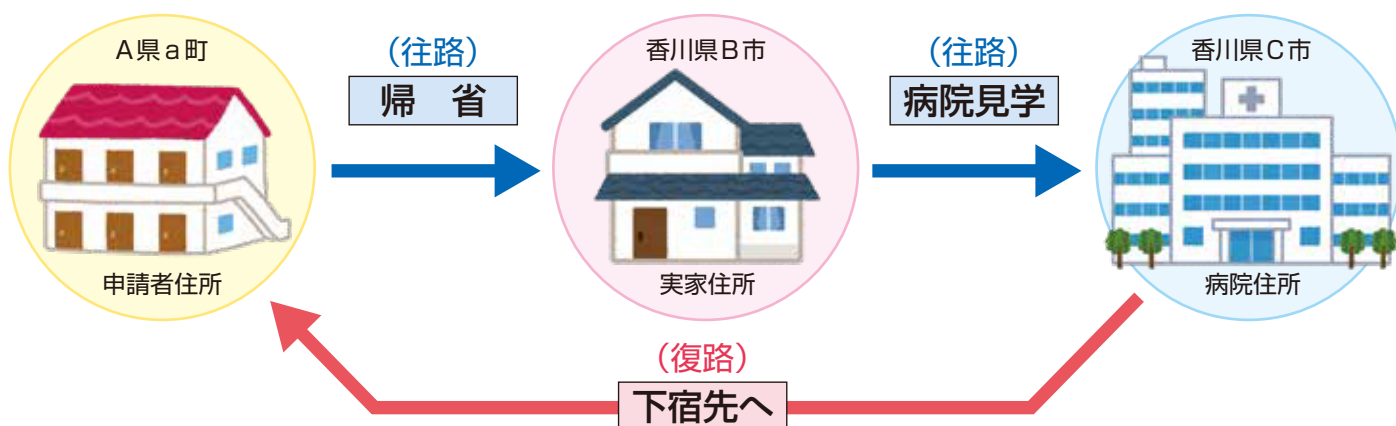 A県a町
(往路)
帰 省
香川県B市
(往路)
病院見学
香川県C市
申請者住所
実家住所
病院住所
(復路)
下宿先へ